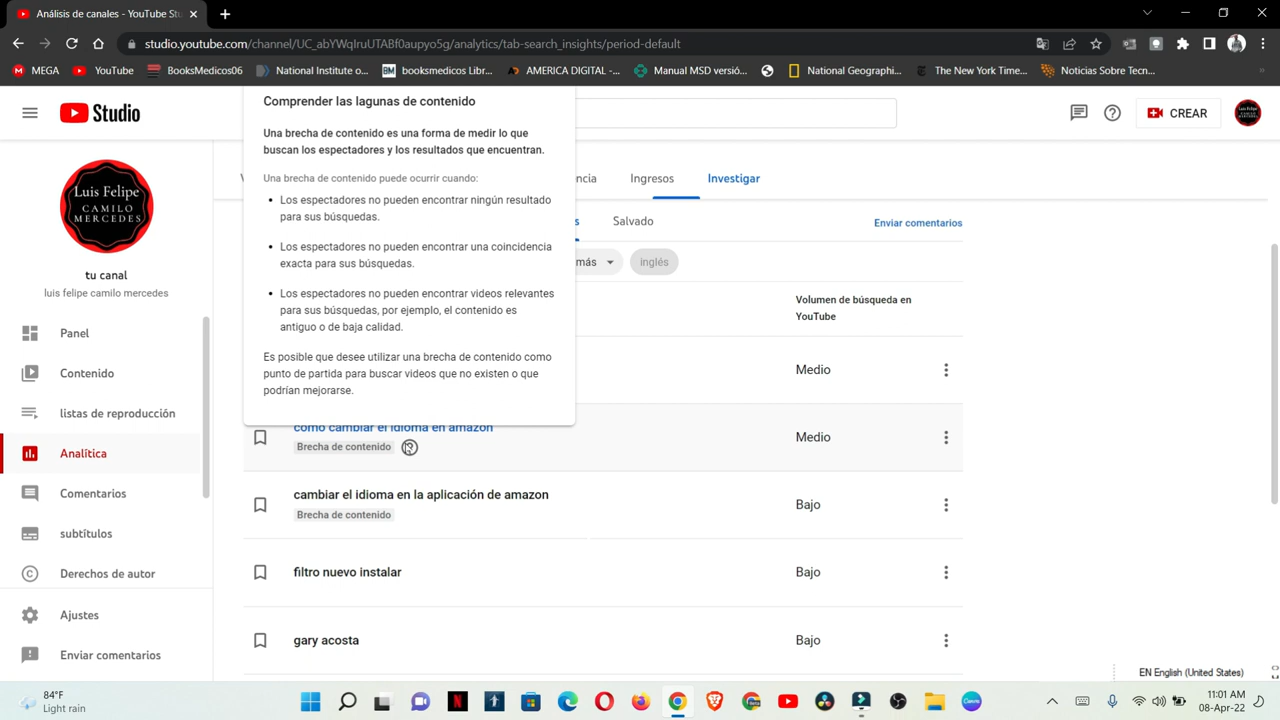 Análisis de canales - YouTube Stu
studio.youtube.com/channel/UC_abYWqIruUTABf0aupyo5g/analytics/tab-search_insights/period-default
MEGA
YouTube
BooksMedicos06
National Institute o...
booksmedicos Libr...
AMERICA DIGITAL -...
Manual MSD versió...
National Geographi...
The New York Time...
Noticias Sobre Tecn...
Studio
CREAR
Luis Felipe
CAMILO
MERCEDES
tu canal
luis felipe camilo mercedes
Panel
Contenido
listas de reproducción
Analítica
Comentarios
subtítulos
Derechos de autor
Ajustes
Enviar comentarios
Comprender las lagunas de contenido
Una brecha de contenido es una forma de medir lo que
buscan los espectadores y los resultados que encuentran.
Una brecha de contenido puede ocurrir cuando:
Los espectadores no pueden encontrar ningún resultado
para sus búsquedas.
Los espectadores no pueden encontrar una coincidencia
exacta para sus búsquedas.
Los espectadores no pueden encontrar videos relevantes
para sus búsquedas, por ejemplo, el contenido es
antiguo o de baja calidad.
Es posible que desee utilizar una brecha de contenido como
punto de partida para buscar videos que no existen o que
podrían mejorarse.
ncia
Ingresos
Investigar
s
Salvado
Enviar comentarios
más
inglés
Volumen de búsqueda en
YouTube
Medio
como cambiar el idioma en amazon
Brecha de contenido
Medio
cambiar el idioma en la aplicación de amazon
Brecha de contenido
Bajo
filtro nuevo instalar
Bajo
gary acosta
Bajo
EN English (United States)
84°F
Light rain
11:01 AM
08-Apr-22